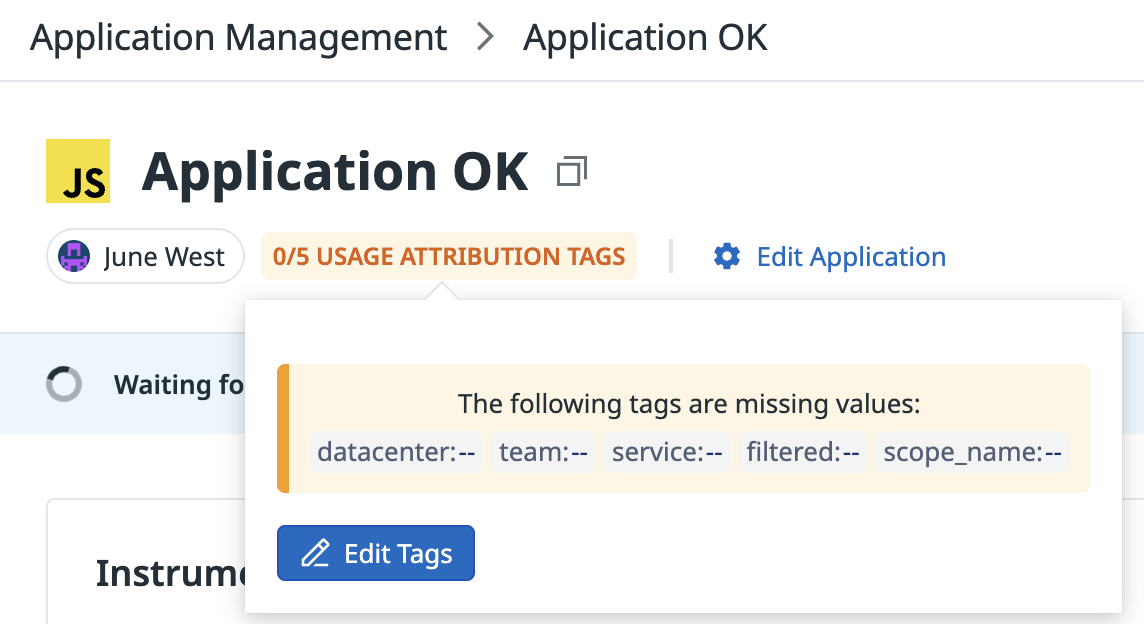 Application Management > Application OK
JS Application OK
June West 0/5 USAGE ATTRIBUTION TAGS Edit Application
Waiting fo
The following tags are missing values:
datacenter:-- team:-- service:-- filtered:-- scope_name:--
Edit Tags
Instrume